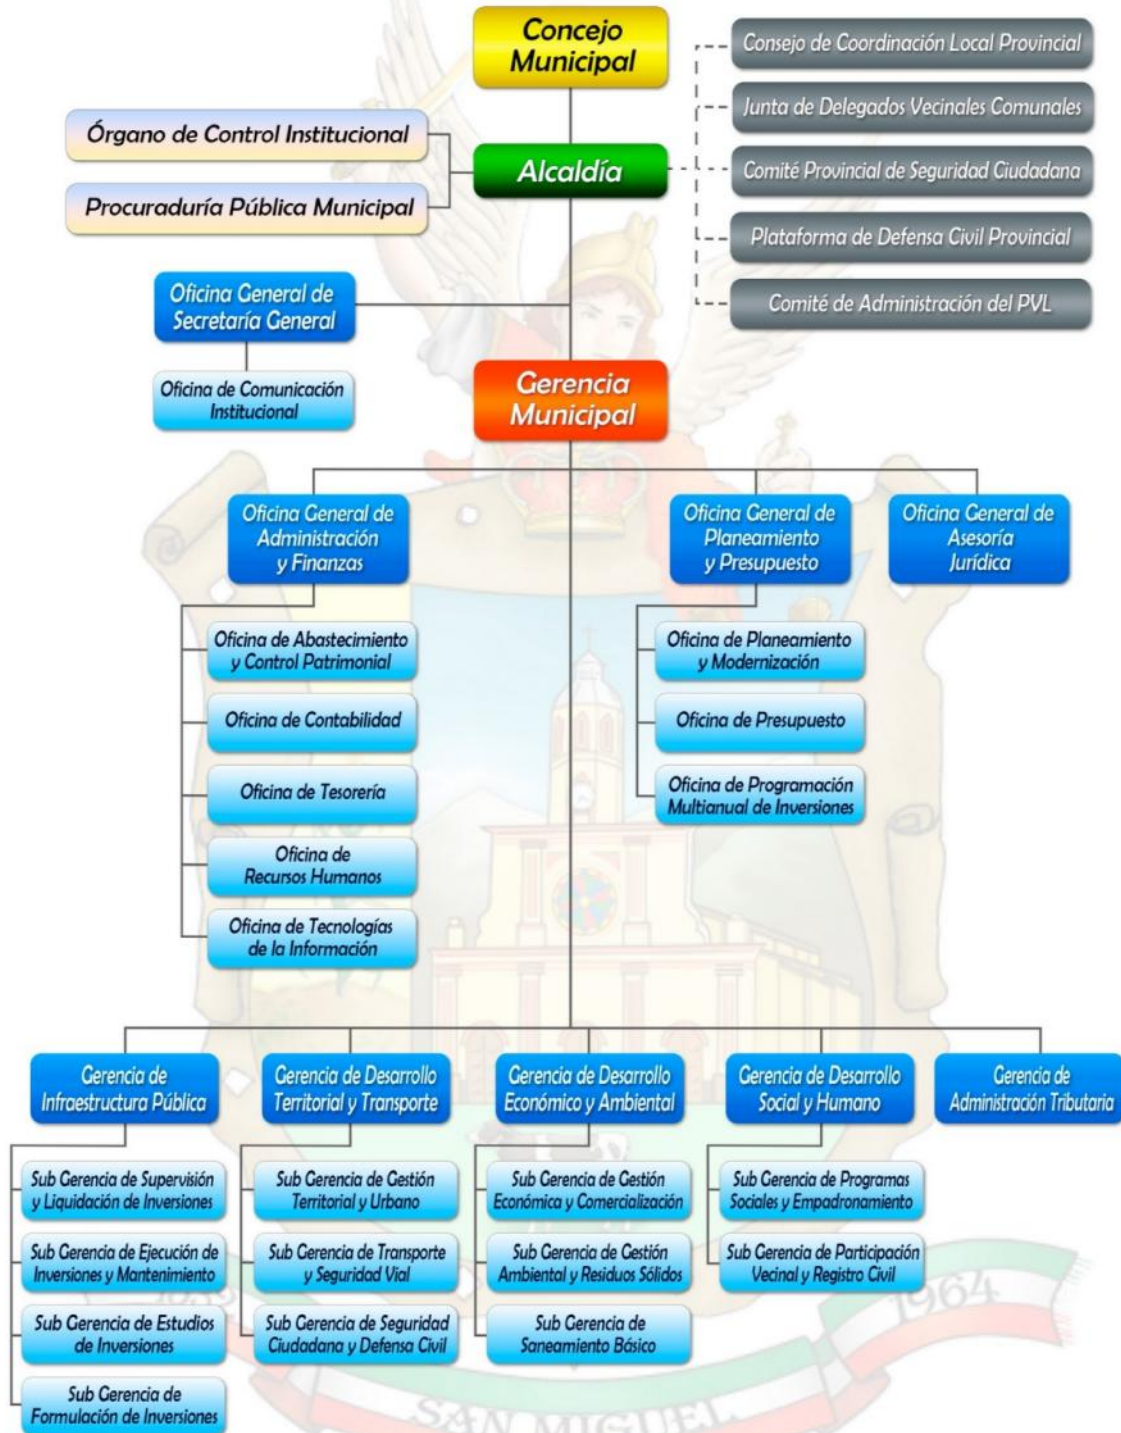 Concejo
Municipal
Consejo de Coordinación Local Provincial
Junta de Delegados Vecinales Comunales
Órgano de Control Institucional
Alcaldía
Comité Provincial de Seguridad Ciudadana
Procuraduría Pública Municipal
Plataforma de Defensa Civil Provincial
Comité de Administración del PVL
Oficina General de
Secretaría General
Oficina de Comunicación
Institucional
Gerencia
Municipal
Oficina General de
Administración
y Finanzas
Oficina General de
Planeamiento
y Presupuesto
Oficina General de
Asesoría
Jurídica
Oficina de Abastecimiento
y Control Patrimonial
Oficina de Contabilidad
Oficina de Tesorería
Oficina de
Recursos Humanos
Oficina de Tecnologías
de la Información
Oficina de Planeamiento
y Modernización
Oficina de Presupuesto
Oficina de Programación
Multianual de Inversiones
Gerencia de
Infraestructura Pública
Gerencia de Desarrollo
Territorial y Transporte
Gerencia de Desarrollo
Económico y Ambiental
Gerencia de Desarrollo
Social y Humano
Gerencia de
Administración Tributaria
Sub Gerencia de Supervisión
y Liquidación de Inversiones
Sub Gerencia de Ejecución de
Inversiones y Mantenimiento
Sub Gerencia de Estudios
de Inversiones
Sub Gerencia de
Formulación de Inversiones
Sub Gerencia de Gestión
Territorial y Urbano
Sub Gerencia de Transporte
y Seguridad Vial
Sub Gerencia de Seguridad
Ciudadana y Defensa Civil
Sub Gerencia de Gestión
Económica y Comercialización
Sub Gerencia de Gestión
Ambiental y Residuos Sólidos
Sub Gerencia de
Saneamiento Básico
Sub Gerencia de Programas
Sociales y Empadronamiento
Sub Gerencia de Participación
Vecinal y Registro Civil
1964
SAN MIGUEL